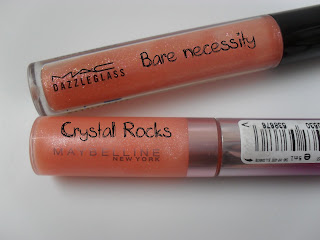 MAC
DAZZLEGLASS
Bare necessity
Crystal Rocks
MAYBELLINE
NEW YORK